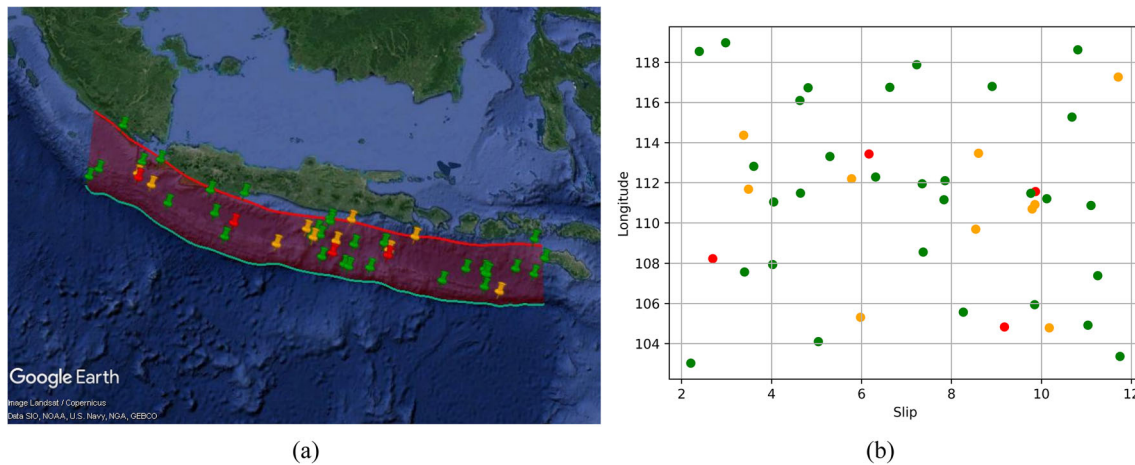 Google Earth
Image Landsat / Copernicus
Data SIO, NOAA, U.S. Navy, NGA, GEBCO
(a)
118
116
114
112
110
108
106
104
Longitude
2
4
6
8
10
12
Slip
(b)